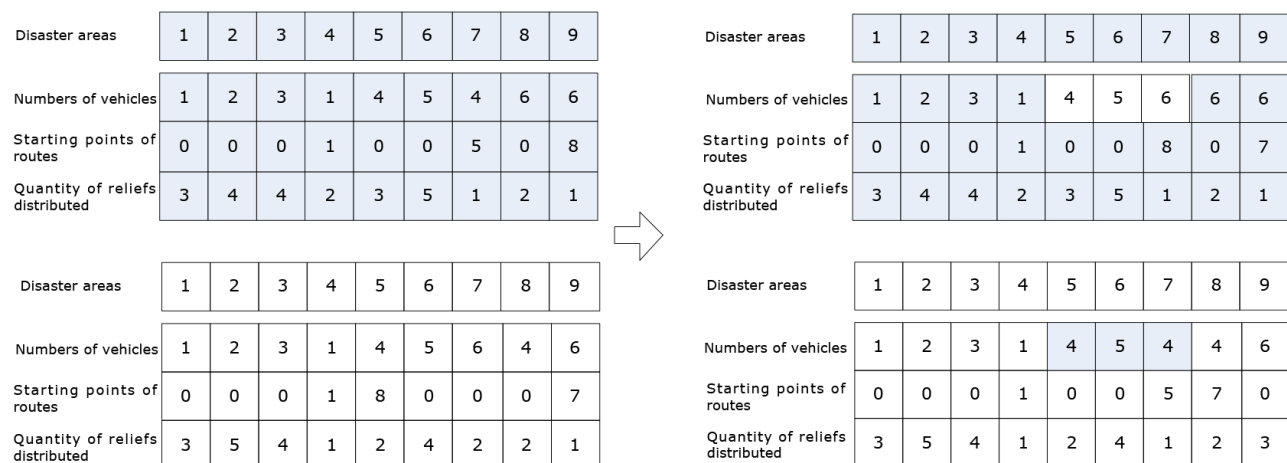 Disaster areas 1 2 3 4 5 6 7 8 9
Numbers of vehicles 1 2 3 1 4 5 4 6 6
Starting points of
routes 0 0 0 1 0 0 5 0 8
Quantity of reliefs
distributed 3 4 4 2 3 5 1 2 1
Disaster areas 1 2 3 4 5 6 7 8 9
Numbers of vehicles 1 2 3 1 4 5 6 4 6
Starting points of
routes 0 0 0 1 8 0 0 0 7
Quantity of reliefs
distributed 3 5 4 1 2 4 2 2 1
Disaster areas 1 2 3 4 5 6 7 8 9
Numbers of vehicles 1 2 3 1 4 5 6 6 6
Starting points of
routes 0 0 0 1 0 0 8 0 7
Quantity of reliefs
distributed 3 4 4 2 3 5 1 2 1
Disaster areas 1 2 3 4 5 6 7 8 9
Numbers of vehicles 1 2 3 1 4 5 4 4 6
Starting points of
routes 0 0 0 1 0 0 5 7 0
Quantity of reliefs
distributed 3 5 4 1 2 4 1 2 3